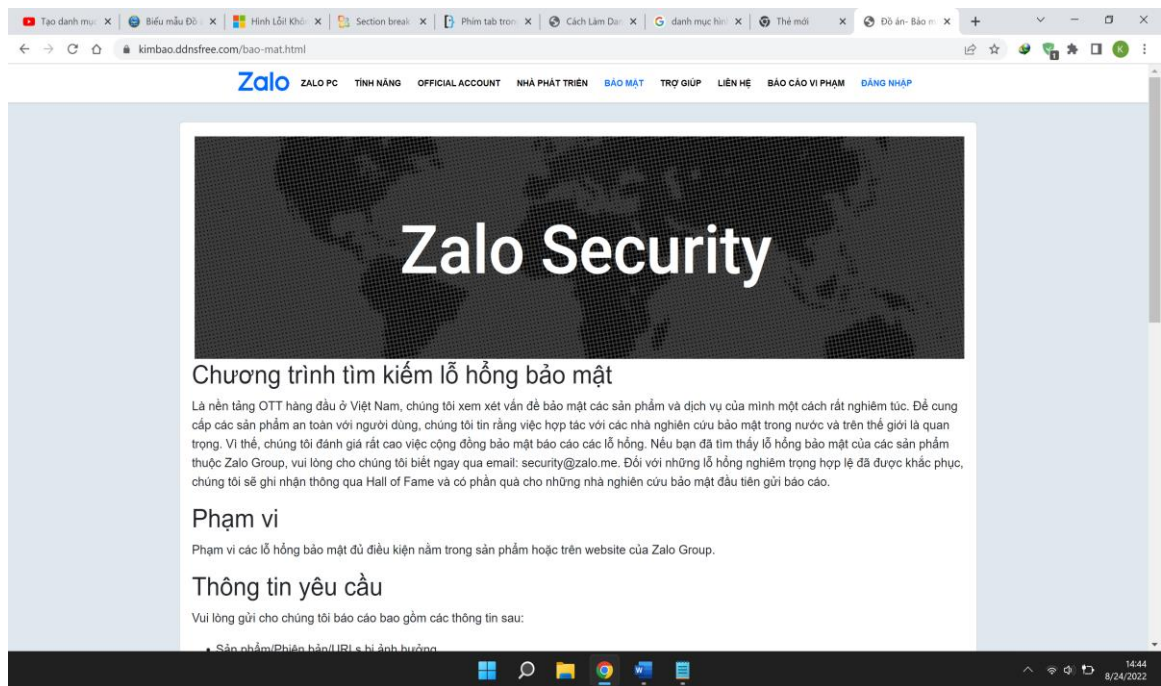 Tạo danh mục
Biểu mẫu Đồ
Hình Lỗi! Khô
Section break
Phím tab tron
Cách Làm Dan
danh mục hìn
Thẻ mới
Đồ án- Bảo m
kimbao.ddnsfree.com/bao-mat.html
1
K
Zalo ZALO PC TÍNH NĂNG OFFICIAL ACCOUNT NHÀ PHÁT TRIỂN BẢO MẬT TRỢ GIÚP LIÊN HỆ BÁO CÁO VI PHẠM ĐĂNG NHẬP
Zalo Security
Chương trình tìm kiếm lỗ hổng bảo mật
Là nền tảng OTT hàng đầu ở Việt Nam, chúng tôi xem xét vấn đề bảo mật các sản phẩm và dịch vụ của mình một cách rất nghiêm túc. Để cung
cấp các sản phẩm an toàn với người dùng, chúng tôi tin rằng việc hợp tác với các nhà nghiên cứu bảo mật trong nước và trên thế giới là quan
trọng. Vì thế, chúng tôi đánh giá rất cao việc cộng đồng bảo mật báo cáo các lỗ hổng. Nếu bạn đã tìm thấy lỗ hổng bảo mật của các sản phẩm
thuộc Zalo Group, vui lòng cho chúng tôi biết ngay qua email: security@zalo.me. Đối với những lỗ hổng nghiêm trọng hợp lệ đã được khắc phục,
chúng tôi sẽ ghi nhận thông qua Hall of Fame và có phần quà cho những nhà nghiên cứu bảo mật đầu tiên gửi báo cáo.
Phạm vi
Phạm vi các lỗ hổng bảo mật đủ điều kiện nằm trong sản phẩm hoặc trên website của Zalo Group.
Thông tin yêu cầu
Vui lòng gửi cho chúng tôi báo cáo bao gồm các thông tin sau:
• Sản phẩm/Phiên bản/URLs bị ảnh hưởng
14:44
8/24/2022